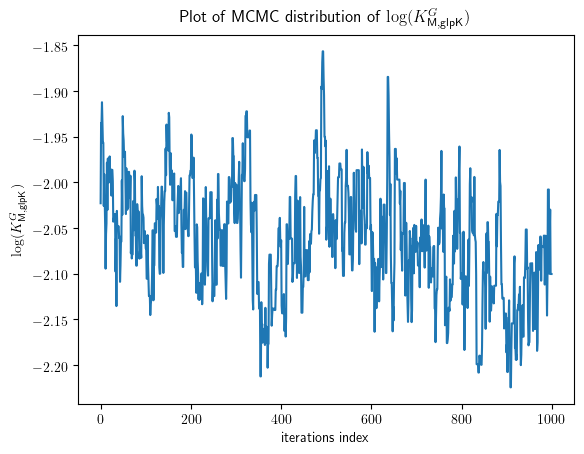 Plot of MCMC distribution of log(K^G_M,glpK)
log(K^G_M,glpK)
−1.85
−1.90
−1.95
−2.00
−2.05
−2.10
−2.15
−2.20
0 200 400 600 800 1000
iterations index